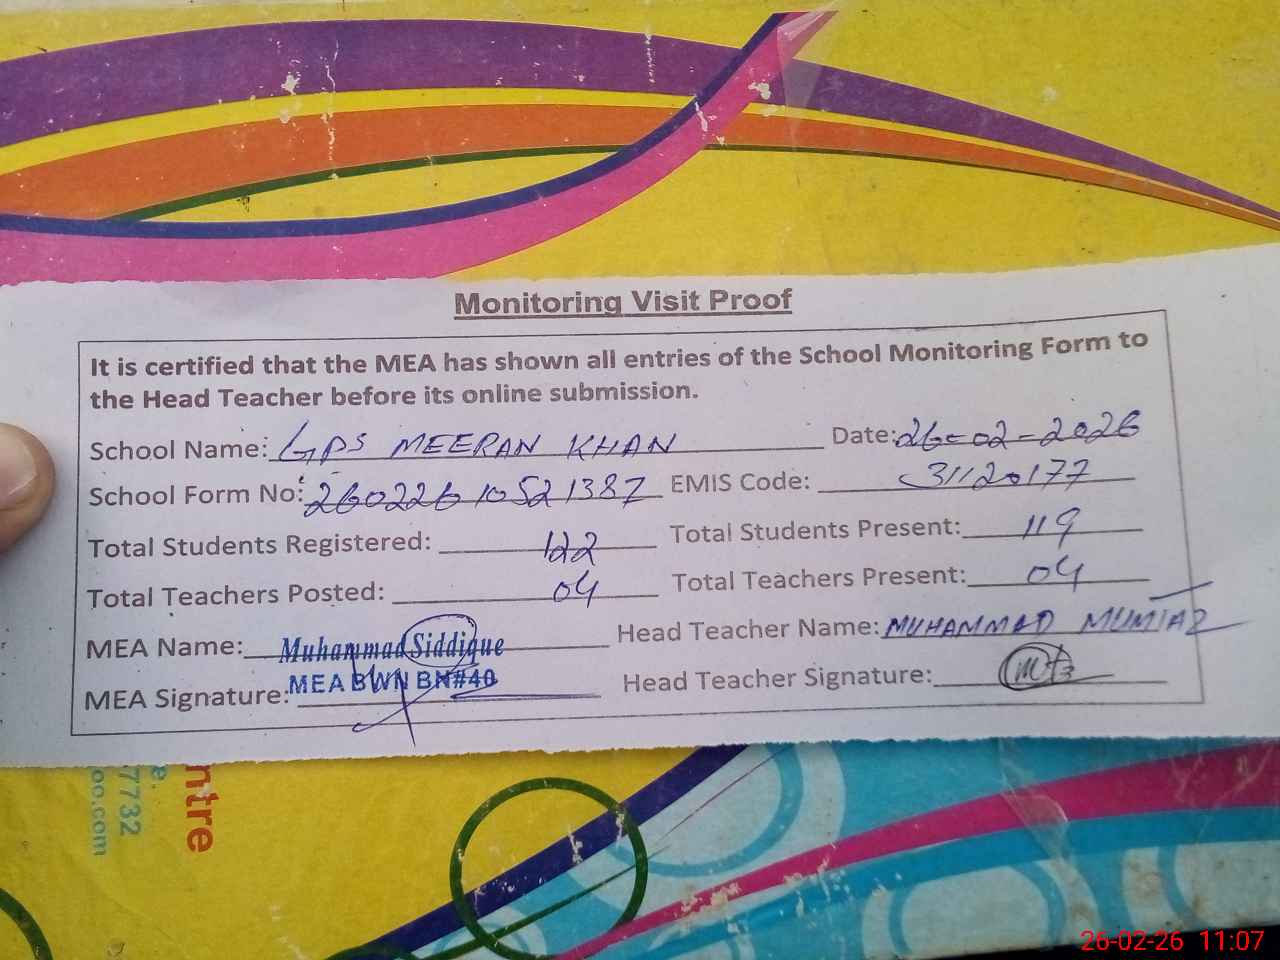 Monitoring Visit Proof
It is certified that the MEA has shown all entries of the School Monitoring Form to
the Head Teacher before its online submission.
School Name: GPS MEERAN KHAN Date: 26-02-2026
School Form No: 260226 10521387 EMIS Code: 31120177
Total Students Registered: 122 Total Students Present: 119
Total Teachers Posted: 04 Total Teachers Present: 04
MEA Name: Muhammad Siddique Head Teacher Name: MUHAMMAD MUMTAZ
MEA Signature: MEA BWN BN#40 Head Teacher Signature:
ntre
e.
7732
oo.com
26-02-26 11:07